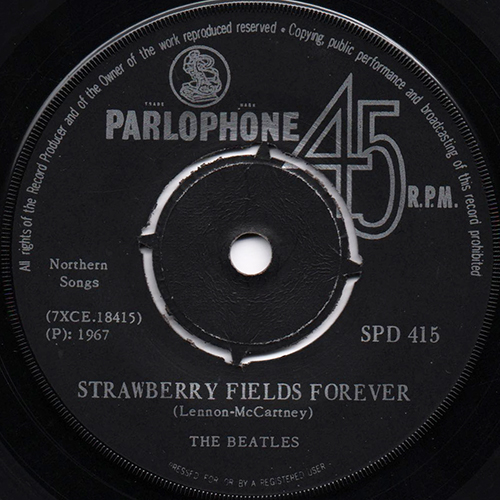 All rights of the Record Producer and of the Owner of the work reproduced reserved • Copying, public performance and broadcasting of this record prohibited
TRADE MARK
PARLOPHONE
45
R.P.M.
Northern
Songs
(7XCE.18415)
(P): 1967
SPD 415
STRAWBERRY FIELDS FOREVER
(Lennon-McCartney)
THE BEATLES
PRESSED FOR OR BY A REGISTERED USER